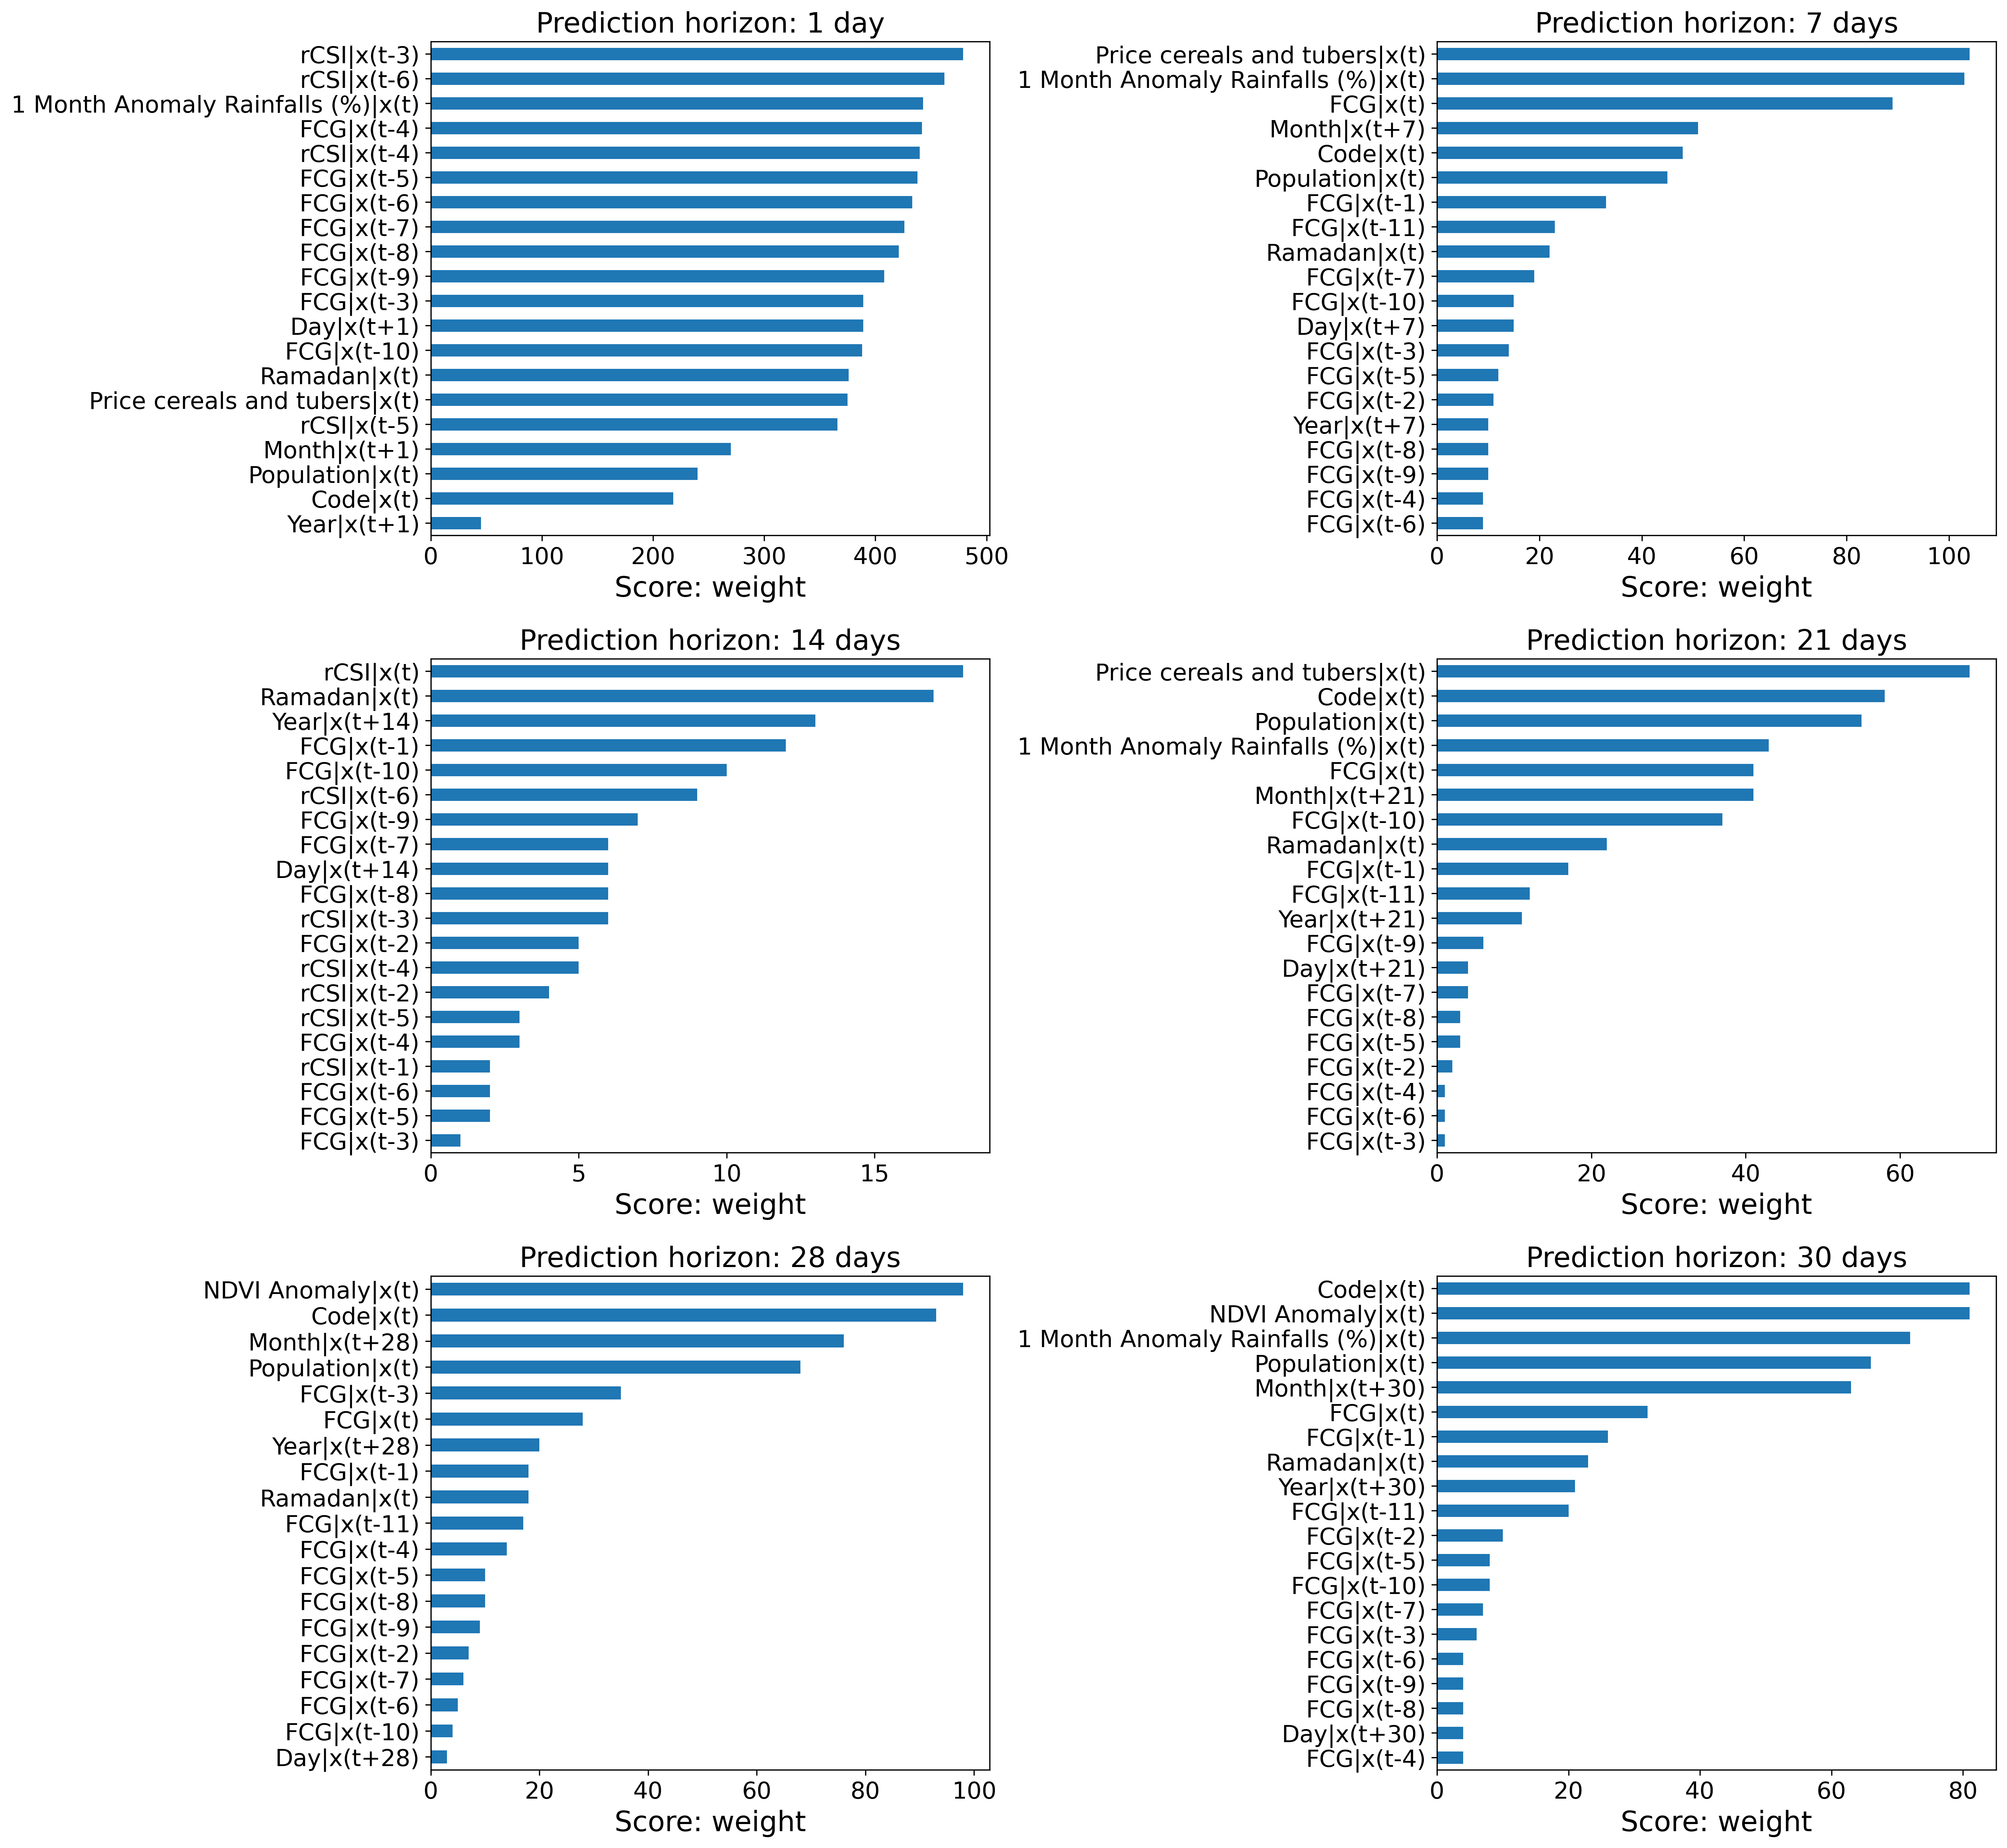 Prediction horizon: 1 day
rCSI|x(t-3)
rCSI|x(t-6)
1 Month Anomaly Rainfalls (%)|x(t)
FCG|x(t-4)
rCSI|x(t-4)
FCG|x(t-5)
FCG|x(t-6)
FCG|x(t-7)
FCG|x(t-8)
FCG|x(t-9)
FCG|x(t-3)
Day|x(t+1)
FCG|x(t-10)
Ramadan|x(t)
Price cereals and tubers|x(t)
rCSI|x(t-5)
Month|x(t+1)
Population|x(t)
Code|x(t)
Year|x(t+1)
0 100 200 300 400 500
Score: weight
Prediction horizon: 7 days
Price cereals and tubers|x(t)
1 Month Anomaly Rainfalls (%)|x(t)
FCG|x(t)
Month|x(t+7)
Code|x(t)
Population|x(t)
FCG|x(t-1)
FCG|x(t-11)
Ramadan|x(t)
FCG|x(t-7)
FCG|x(t-10)
Day|x(t+7)
FCG|x(t-3)
FCG|x(t-5)
FCG|x(t-2)
Year|x(t+7)
FCG|x(t-8)
FCG|x(t-9)
FCG|x(t-4)
FCG|x(t-6)
0 20 40 60 80 100
Score: weight
Prediction horizon: 14 days
rCSI|x(t)
Ramadan|x(t)
Year|x(t+14)
FCG|x(t-1)
FCG|x(t-10)
rCSI|x(t-6)
FCG|x(t-9)
FCG|x(t-7)
Day|x(t+14)
FCG|x(t-8)
rCSI|x(t-3)
FCG|x(t-2)
rCSI|x(t-4)
rCSI|x(t-2)
rCSI|x(t-5)
FCG|x(t-4)
rCSI|x(t-1)
FCG|x(t-6)
FCG|x(t-5)
FCG|x(t-3)
0 5 10 15
Score: weight
Prediction horizon: 21 days
Price cereals and tubers|x(t)
Code|x(t)
Population|x(t)
1 Month Anomaly Rainfalls (%)|x(t)
FCG|x(t)
Month|x(t+21)
FCG|x(t-10)
Ramadan|x(t)
FCG|x(t-1)
FCG|x(t-11)
Year|x(t+21)
FCG|x(t-9)
Day|x(t+21)
FCG|x(t-7)
FCG|x(t-8)
FCG|x(t-5)
FCG|x(t-2)
FCG|x(t-4)
FCG|x(t-6)
FCG|x(t-3)
0 20 40 60
Score: weight
Prediction horizon: 28 days
NDVI Anomaly|x(t)
Code|x(t)
Month|x(t+28)
Population|x(t)
FCG|x(t-3)
FCG|x(t)
Year|x(t+28)
FCG|x(t-1)
Ramadan|x(t)
FCG|x(t-11)
FCG|x(t-4)
FCG|x(t-5)
FCG|x(t-8)
FCG|x(t-9)
FCG|x(t-2)
FCG|x(t-7)
FCG|x(t-6)
FCG|x(t-10)
Day|x(t+28)
0 20 40 60 80 100
Score: weight
Prediction horizon: 30 days
Code|x(t)
NDVI Anomaly|x(t)
1 Month Anomaly Rainfalls (%)|x(t)
Population|x(t)
Month|x(t+30)
FCG|x(t)
FCG|x(t-1)
Ramadan|x(t)
Year|x(t+30)
FCG|x(t-11)
FCG|x(t-2)
FCG|x(t-5)
FCG|x(t-10)
FCG|x(t-7)
FCG|x(t-3)
FCG|x(t-6)
FCG|x(t-9)
FCG|x(t-8)
Day|x(t+30)
FCG|x(t-4)
0 20 40 60 80
Score: weight